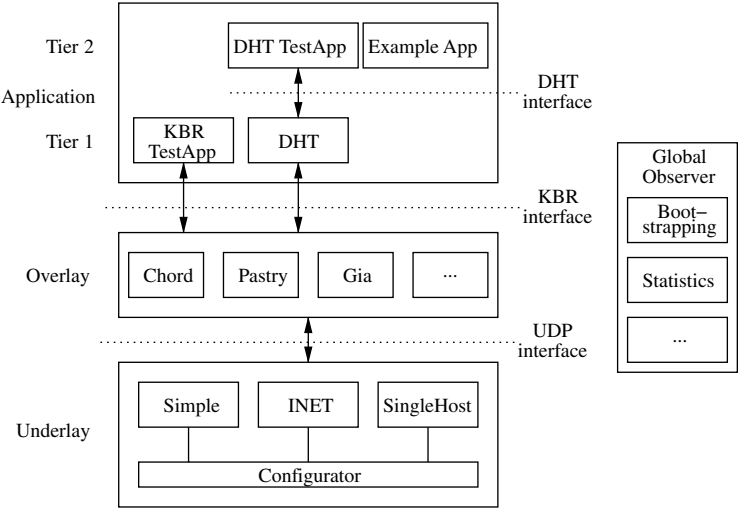 Tier 2
DHT TestApp
Example App
Application
DHT
interface
Tier 1
KBR
TestApp
DHT
KBR
interface
Overlay
Chord
Pastry
Gia
...
UDP
interface
Underlay
Simple
INET
SingleHost
Configurator
Global
Observer
Boot−
strapping
Statistics
...